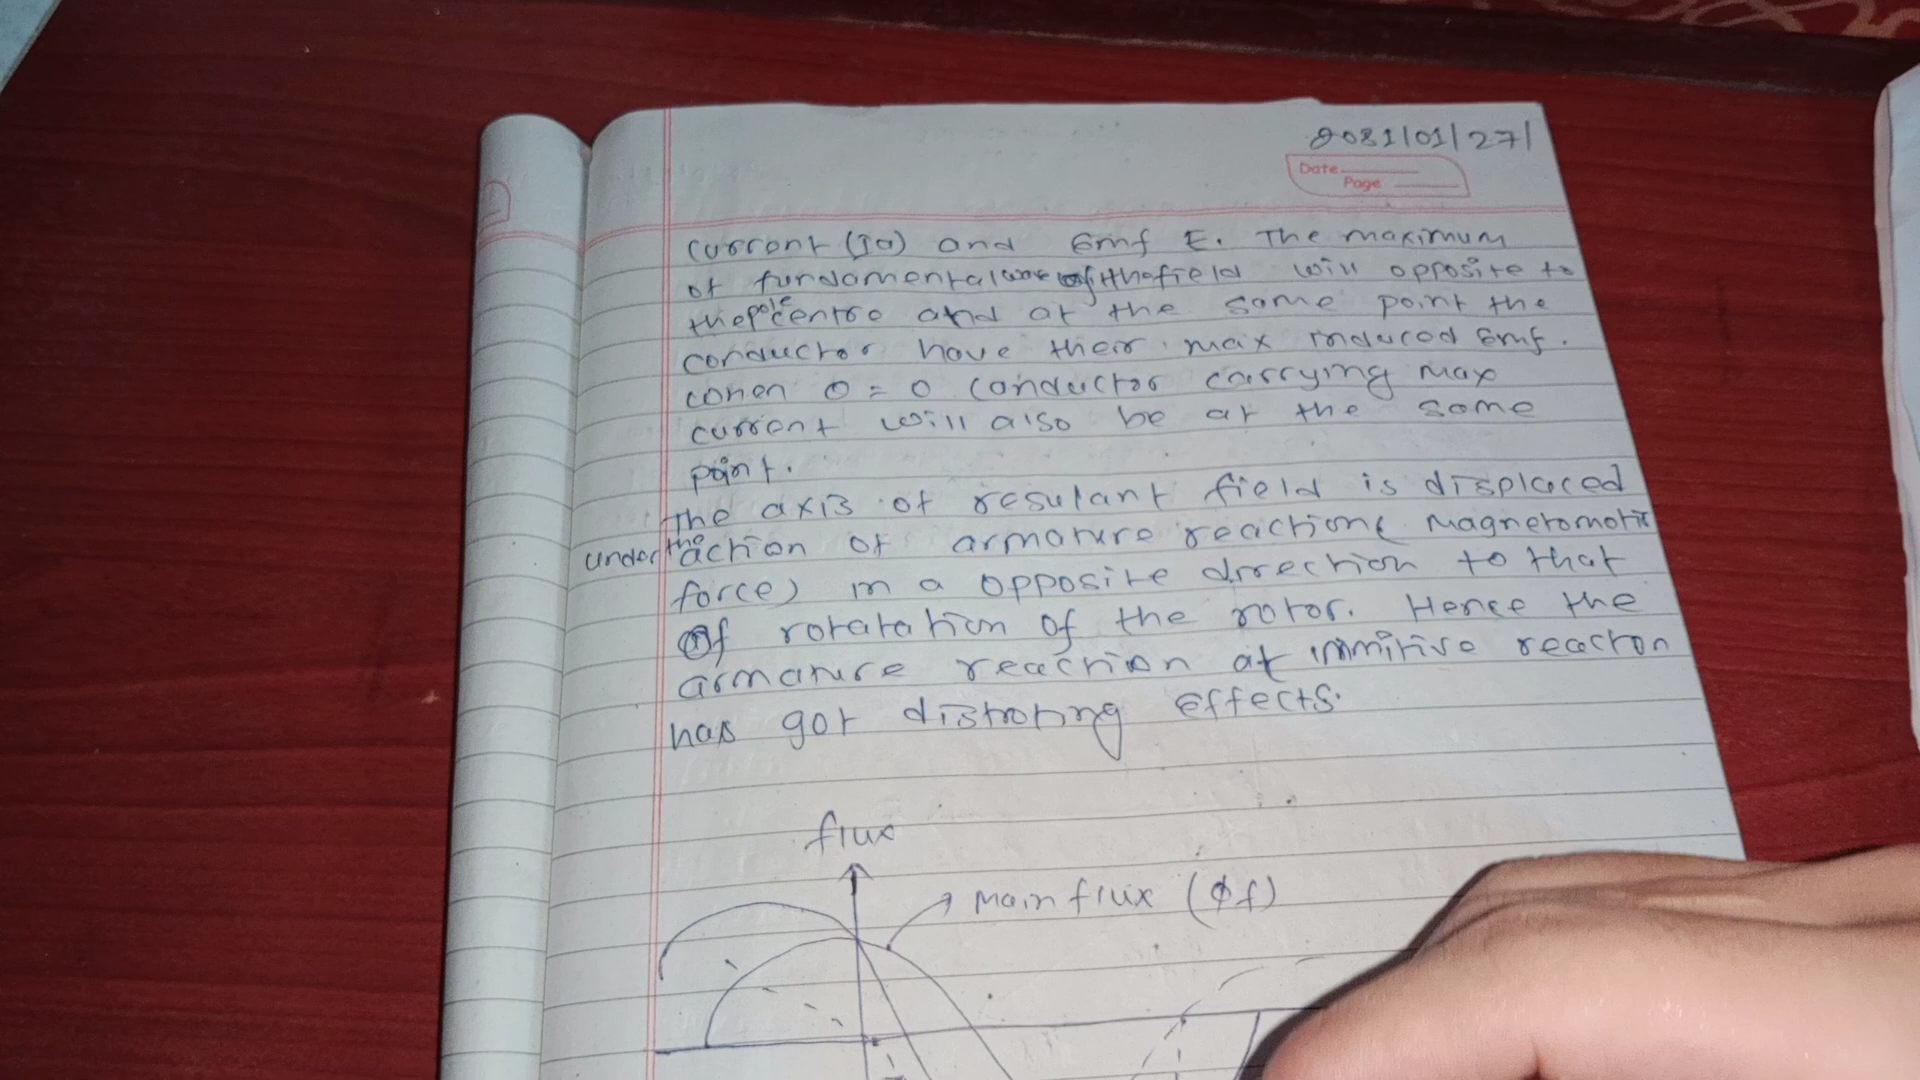 2081/01/27/
Date
Page
current (Ia) and Emf E. The maximum
of fundamental wave of the field will opposite to
the pole centre and at the same point the
conductor have their max induced Emf.
when θ = 0 conductor carrying max
current will also be at the same
point.
The axis of resulant field is displaced
under the action of armature reaction( Magnetomotive
force) in a opposite direction to that
of rotatation of the rotor. Hence the
armature reaction at reaction
has got distroting effects.
flux
Main flux (ϕf)